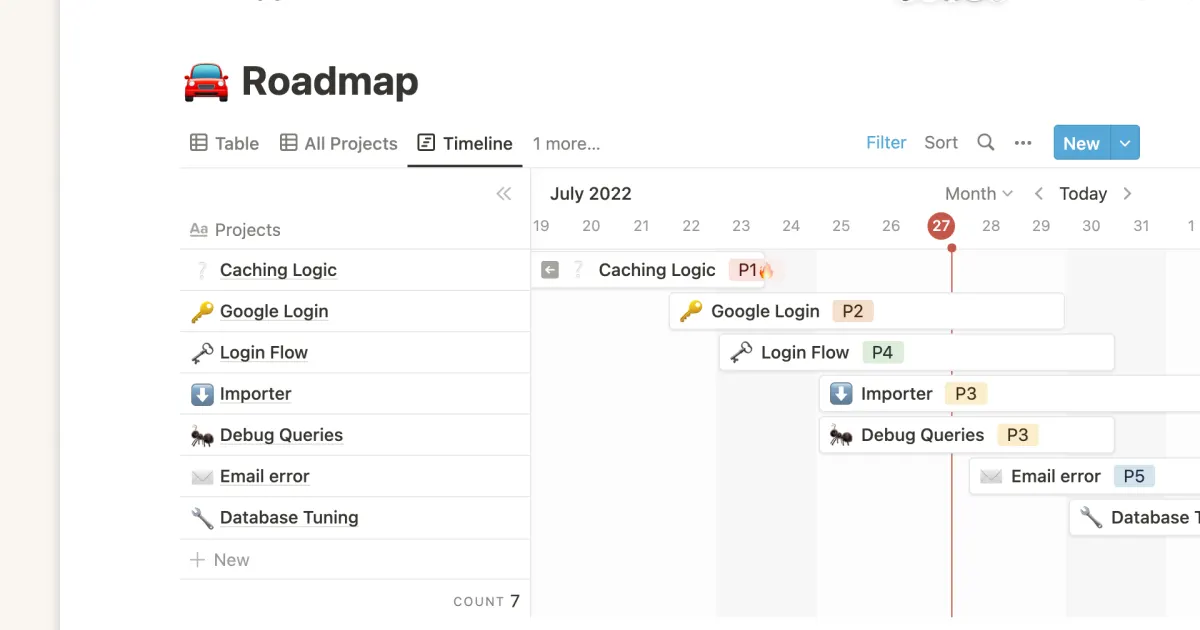 Roadmap
Table All Projects Timeline 1 more... Filter Sort ••• New
July 2022 Month Today
Aa Projects 19 20 21 22 23 24 25 26 27 28 29 30 31 1
Caching Logic Caching Logic P1
Google Login Google Login P2
Login Flow Login Flow P4
Importer Importer P3
Debug Queries Debug Queries P3
Email error Email error P5
Database Tuning Database T
+ New
COUNT 7